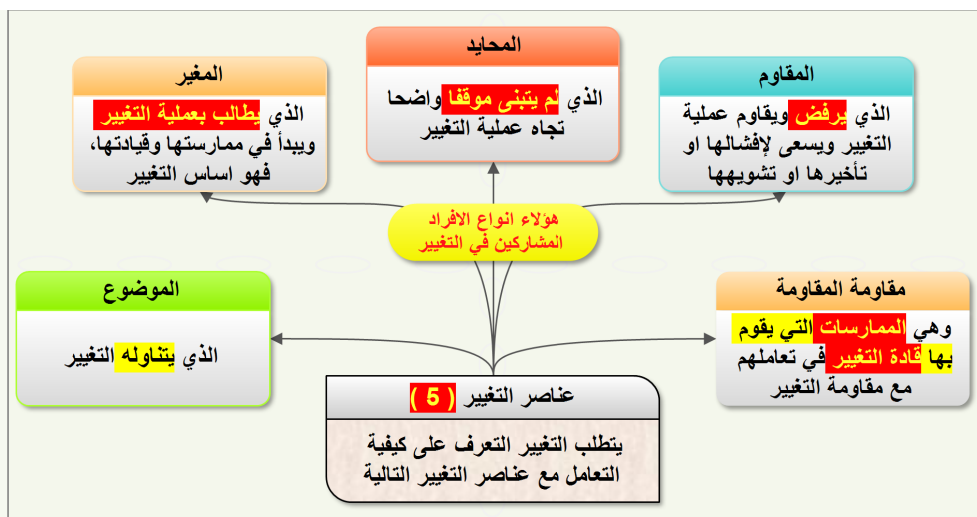 المحايد
الذي لم يتبنى موقفا واضحا
تجاه عملية التغيير
المقاوم
الذي يرفض ويقاوم عملية
التغيير ويسعى لإفشالها او
تأخيرها او تشويهها
المغير
الذي يطالب بعملية التغيير
ويبدأ في ممارستها وقيادتها،
فهو اساس التغيير
هؤلاء انواع الافراد
المشاركين في التغيير
مقاومة المقاومة
وهي الممارسات التي يقوم
بها قادة التغيير في تعاملهم
مع مقاومة التغيير
الموضوع
الذي يتناوله التغيير
عناصر التغيير ( 5 )
يتطلب التغيير التعرف على كيفية
التعامل مع عناصر التغيير التالية